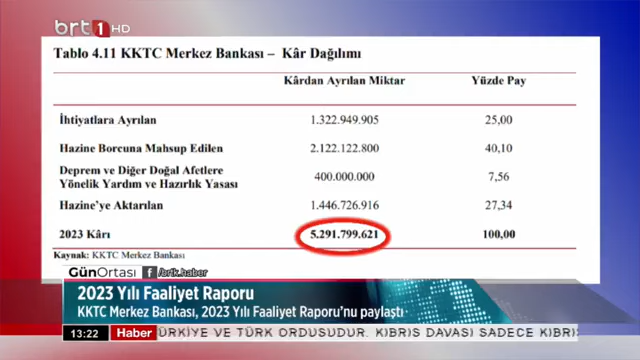 brt 1 HD
Tablo 4.11 KKTC Merkez Bankası – Kâr Dağılımı
Kârdan Ayrılan Miktar Yüzde Pay
İhtiyatlara Ayrılan 1.322.949.905 25,00
Hazine Borcuna Mahsup Edilen 2.122.122.800 40,10
Deprem ve Diğer Doğal Afetlere
Yönelik Yardım ve Hazırlık Yasası 400.000.000 7,56
Hazine'ye Aktarılan 1.446.726.916 27,34
2023 Kârı 5.291.799.621 100,00
Kaynak: KKTC Merkez Bankası
GünOrtası f /brtk.haber
2023 Yılı Faaliyet Raporu
KKTC Merkez Bankası, 2023 Yılı Faaliyet Raporu'nu paylaştı
13:22 Haber TÜRKİYE VE TÜRK ORDUSUDUR. KIBRIS DAVASI SADECE KIBRIS